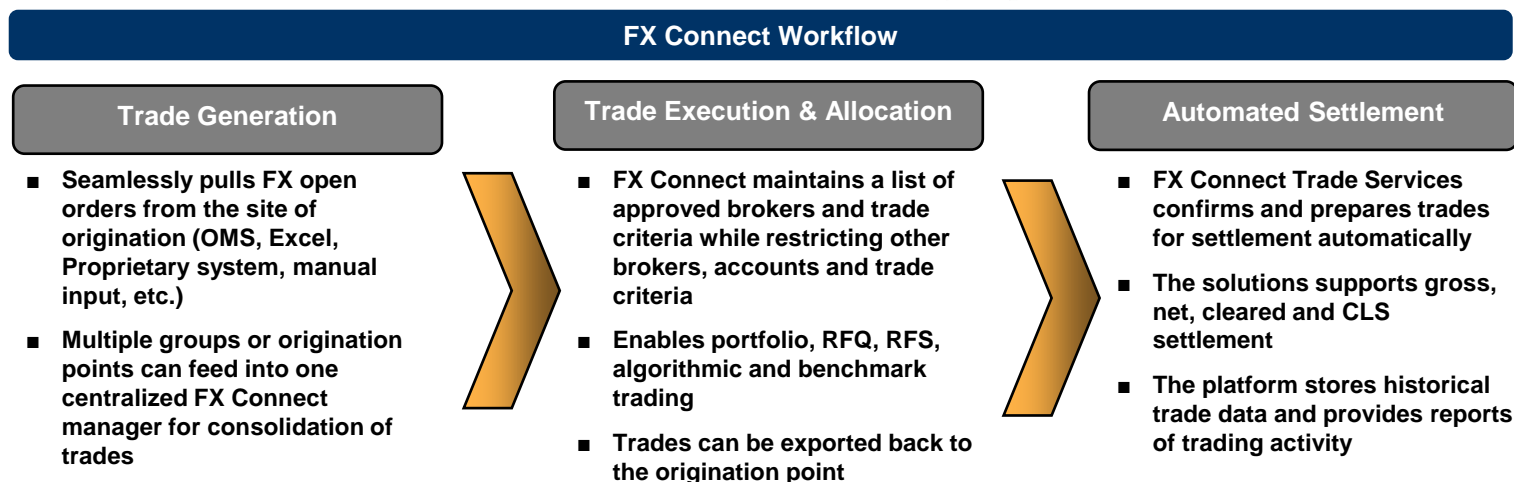 FX Connect Workflow
Trade Generation
■ Seamlessly pulls FX open
orders from the site of
origination (OMS, Excel,
Proprietary system, manual
input, etc.)
■ Multiple groups or origination
points can feed into one
centralized FX Connect
manager for consolidation of
trades
Trade Execution & Allocation
■ FX Connect maintains a list of
approved brokers and trade
criteria while restricting other
brokers, accounts and trade
criteria
■ Enables portfolio, RFQ, RFS,
algorithmic and benchmark
trading
■ Trades can be exported back to
the origination point
Automated Settlement
■ FX Connect Trade Services
confirms and prepares trades
for settlement automatically
■ The solutions supports gross,
net, cleared and CLS
settlement
■ The platform stores historical
trade data and provides reports
of trading activity